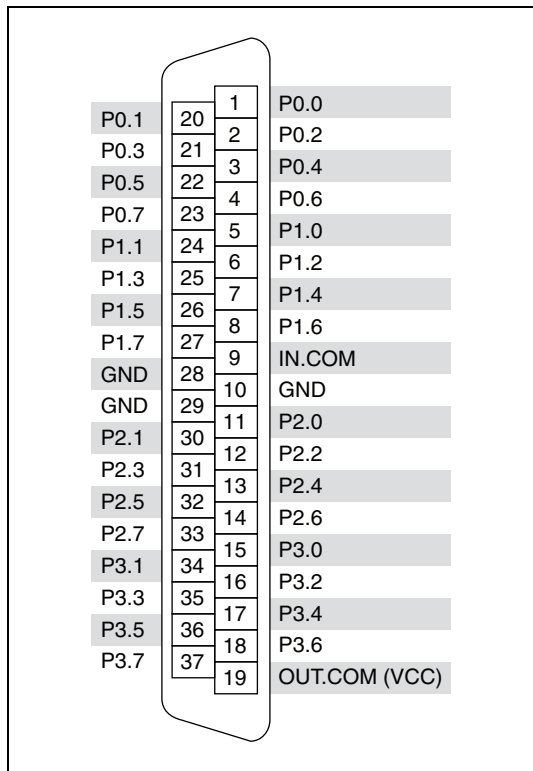 1 P0.0
P0.1 20
2 P0.2
P0.3 21
3 P0.4
P0.5 22
4 P0.6
P0.7 23
5 P1.0
P1.1 24
6 P1.2
P1.3 25
7 P1.4
P1.5 26
8 P1.6
P1.7 27
9 IN.COM
GND 28
10 GND
GND 29
11 P2.0
P2.1 30
12 P2.2
P2.3 31
13 P2.4
P2.5 32
14 P2.6
P2.7 33
15 P3.0
P3.1 34
16 P3.2
P3.3 35
17 P3.4
P3.5 36
18 P3.6
P3.7 37
19 OUT.COM (VCC)